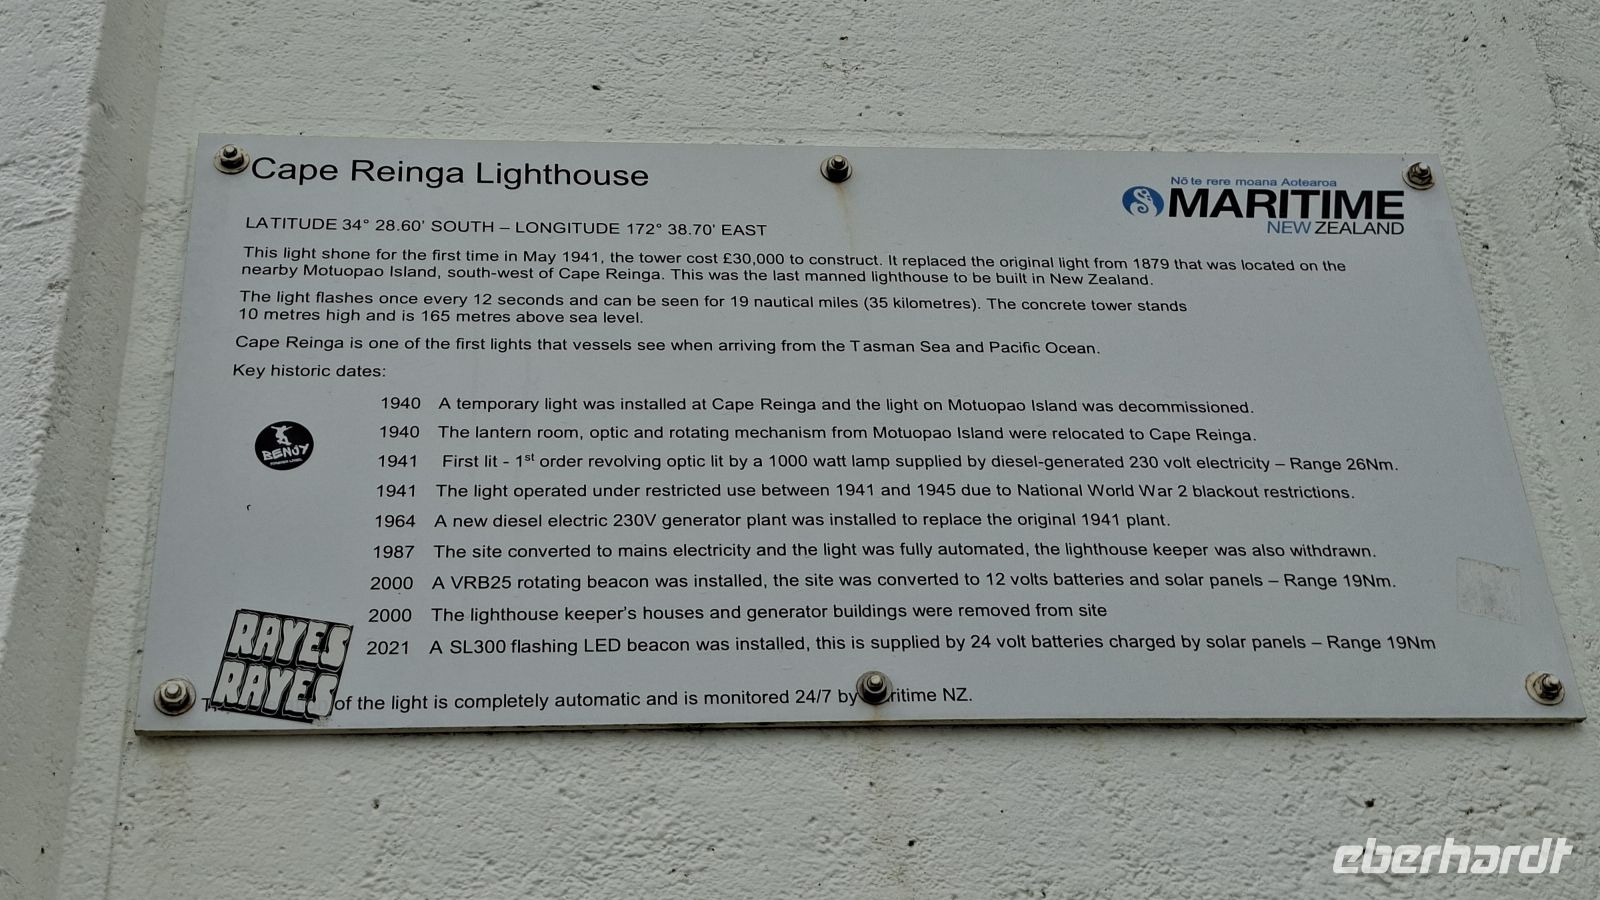 Cape Reinga Lighthouse
Nō te rere moana Aotearoa
MARITIME
NEW ZEALAND
LATITUDE 34° 28.60' SOUTH – LONGITUDE 172° 38.70' EAST
This light shone for the first time in May 1941, the tower cost £30,000 to construct. It replaced the original light from 1879 that was located on the
nearby Motuopao Island, south-west of Cape Reinga. This was the last manned lighthouse to be built in New Zealand.
The light flashes once every 12 seconds and can be seen for 19 nautical miles (35 kilometres). The concrete tower stands
10 metres high and is 165 metres above sea level.
Cape Reinga is one of the first lights that vessels see when arriving from the Tasman Sea and Pacific Ocean.
Key historic dates:
1940 A temporary light was installed at Cape Reinga and the light on Motuopao Island was decommissioned.
1940 The lantern room, optic and rotating mechanism from Motuopao Island were relocated to Cape Reinga.
BENJY
1941 First lit - 1st order revolving optic lit by a 1000 watt lamp supplied by diesel-generated 230 volt electricity – Range 26Nm.
1941 The light operated under restricted use between 1941 and 1945 due to National World War 2 blackout restrictions.
1964 A new diesel electric 230V generator plant was installed to replace the original 1941 plant.
1987 The site converted to mains electricity and the light was fully automated, the lighthouse keeper was also withdrawn.
2000 A VRB25 rotating beacon was installed, the site was converted to 12 volts batteries and solar panels – Range 19Nm.
2000 The lighthouse keeper's houses and generator buildings were removed from site
2021 A SL300 flashing LED beacon was installed, this is supplied by 24 volt batteries charged by solar panels – Range 19Nm
RAYES
RAYES
of the light is completely automatic and is monitored 24/7 by ritime NZ.
eberhardt